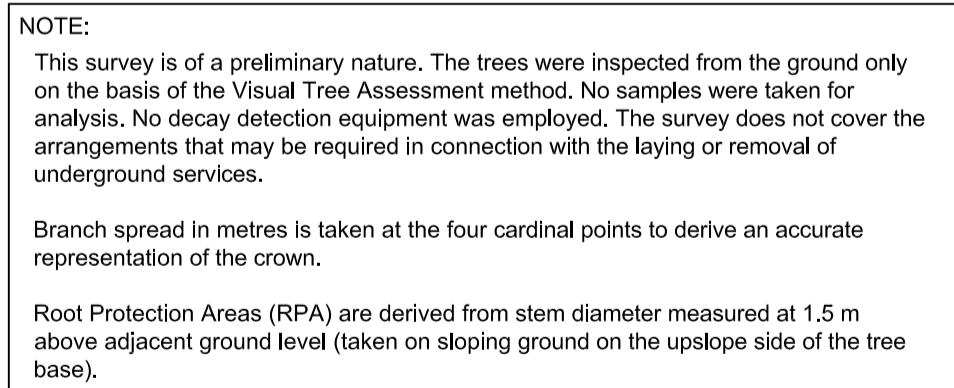 NOTE:
This survey is of a preliminary nature. The trees were inspected from the ground only
on the basis of the Visual Tree Assessment method. No samples were taken for
analysis. No decay detection equipment was employed. The survey does not cover the
arrangements that may be required in connection with the laying or removal of
underground services.
Branch spread in metres is taken at the four cardinal points to derive an accurate
representation of the crown.
Root Protection Areas (RPA) are derived from stem diameter measured at 1.5 m
above adjacent ground level (taken on sloping ground on the upslope side of the tree
base).